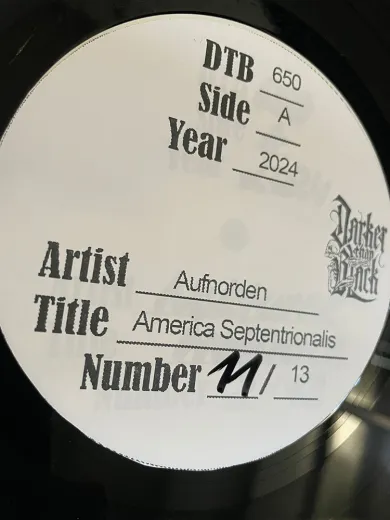 DTB 650
Side A
Year 2024
Darker
than
Black
Artist Aufnorden
Title America Septentrionalis
Number 11/ 13